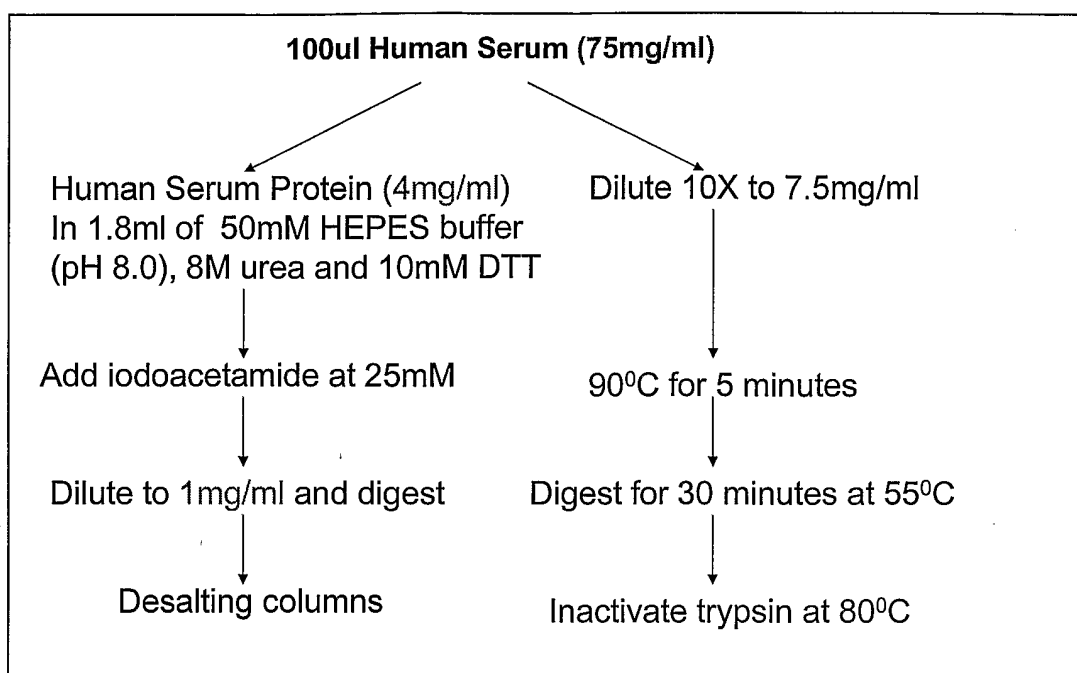 100ul Human Serum (75mg/ml)
Human Serum Protein (4mg/ml)
In 1.8ml of 50mM HEPES buffer
(pH 8.0), 8M urea and 10mM DTT
Add iodoacetamide at 25mM
Dilute to 1mg/ml and digest
Desalting columns
Dilute 10X to 7.5mg/ml
90⁰C for 5 minutes
Digest for 30 minutes at 55⁰C
Inactivate trypsin at 80⁰C